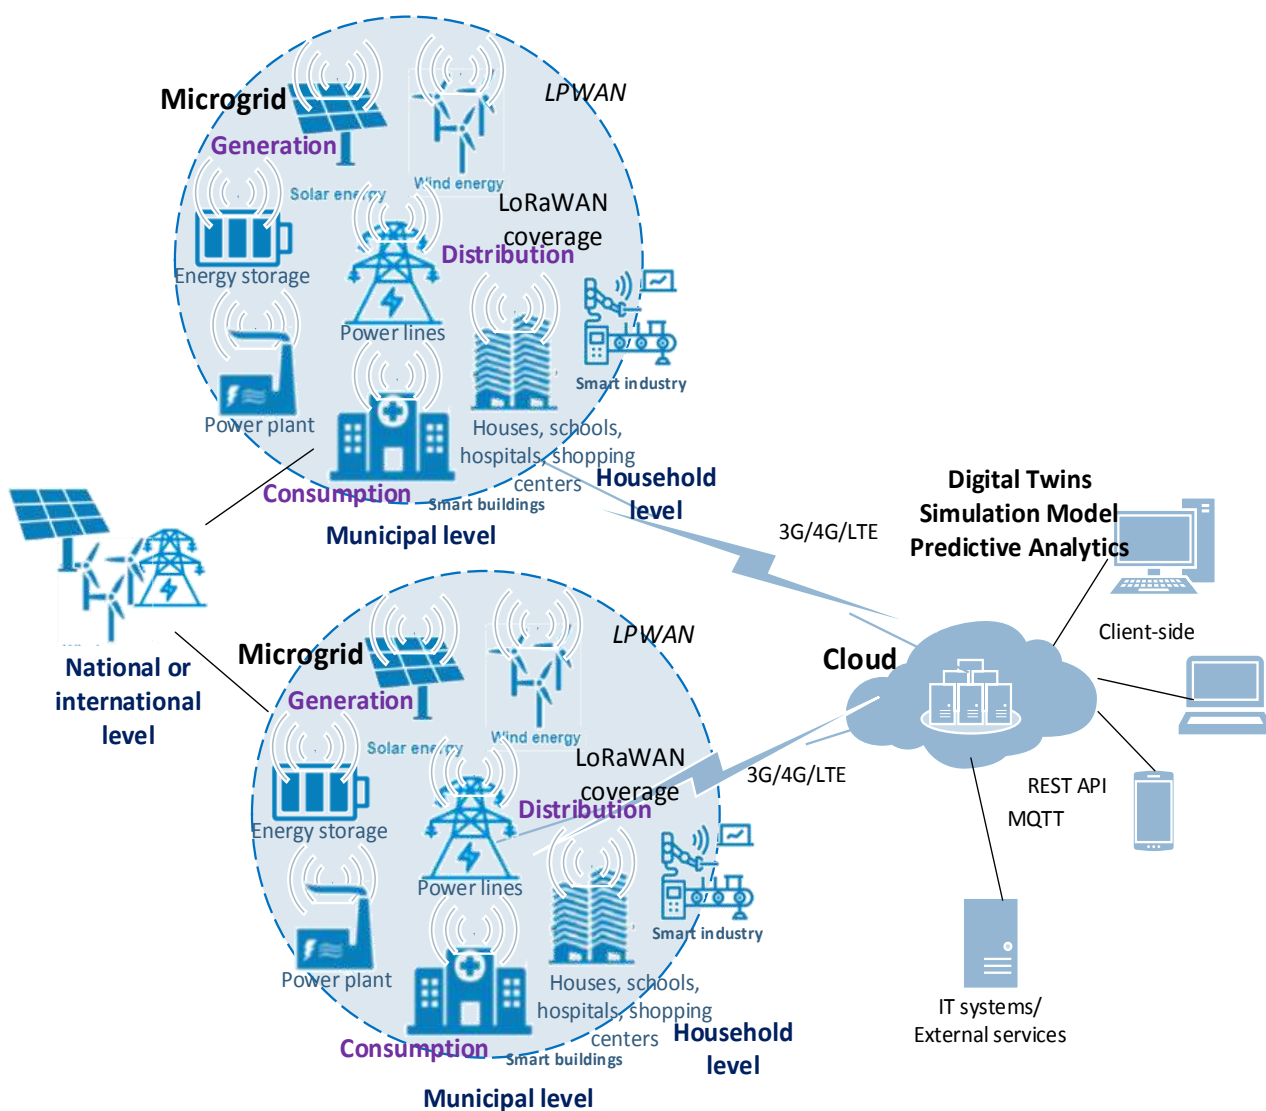 LPWAN
Microgrid
Generation
Solar energy
Wind energy
LoRaWAN
coverage
Distribution
Energy storage
Power lines
Smart industry
Power plant
Houses, schools,
hospitals, shopping
centers
Consumption
Smart buildings
Household
level
Municipal level
National or
international
level
3G/4G/LTE
Digital Twins
Simulation Model
Predictive Analytics
Client-side
Cloud
REST API
MQTT
IT systems/
External services
LPWAN
Microgrid
Generation
Solar energy
Wind energy
LoRaWAN
coverage
Distribution
3G/4G/LTE
Energy storage
Power lines
Smart industry
Power plant
Houses, schools,
hospitals, shopping
centers
Consumption
Smart buildings
Household
level
Municipal level